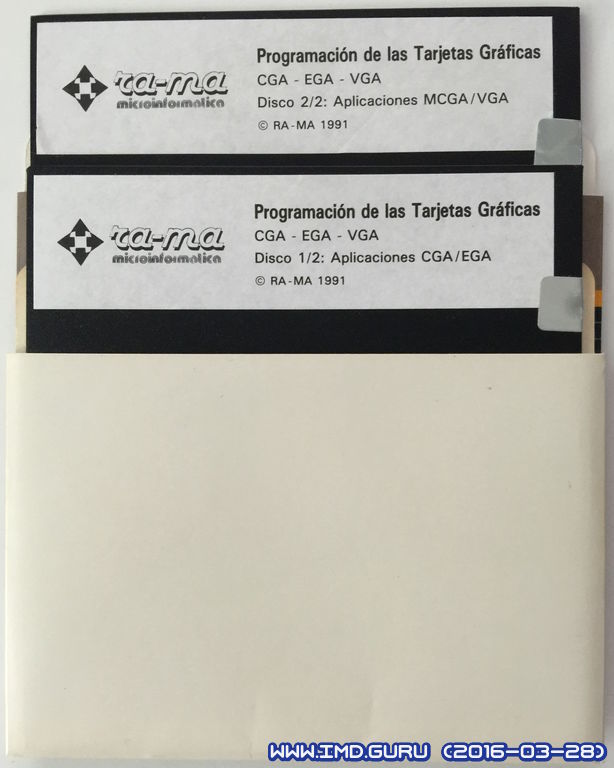 ra-ma
microinformatica
Programación de las Tarjetas Gráficas
CGA - EGA - VGA
Disco 2/2: Aplicaciones MCGA/VGA
© RA-MA 1991
ra-ma
microinformatica
Programación de las Tarjetas Gráficas
CGA - EGA - VGA
Disco 1/2: Aplicaciones CGA/EGA
© RA-MA 1991
WWW.IMD.GURU (2016-03-28)